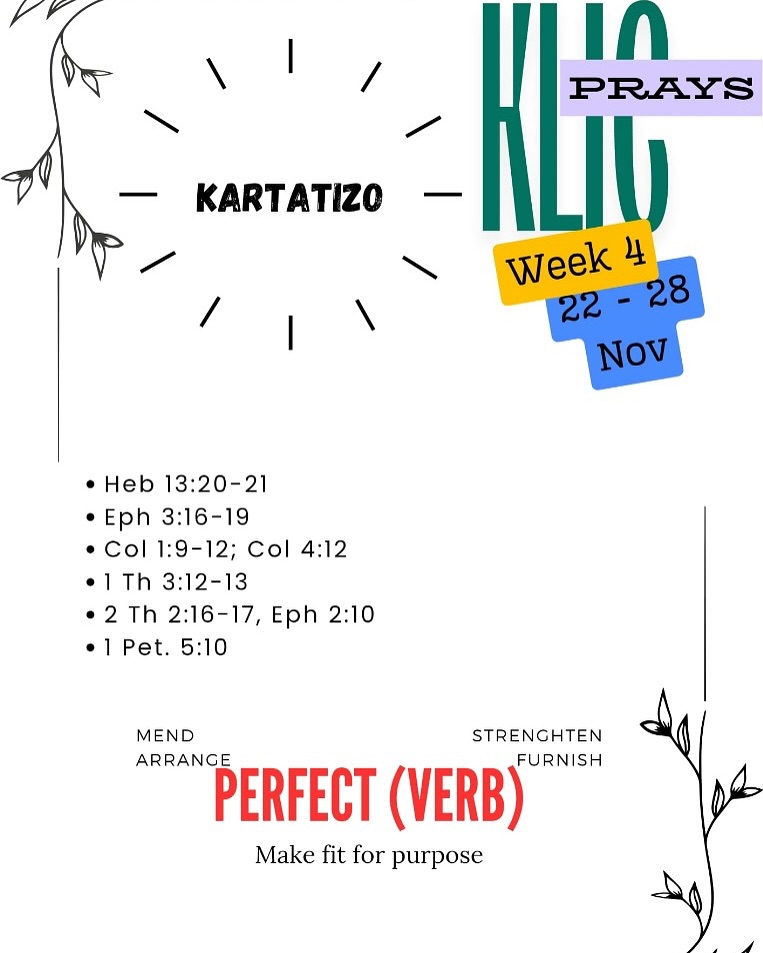 KLIC
PRAYS
KARTATIZO
Week 4
22 - 28
Nov
• Heb 13:20-21
• Eph 3:16-19
• Col 1:9-12; Col 4:12
• 1 Th 3:12-13
• 2 Th 2:16-17, Eph 2:10
• 1 Pet. 5:10
MEND
ARRANGE
STRENGHTEN
FURNISH
PERFECT (VERB)
Make fit for purpose